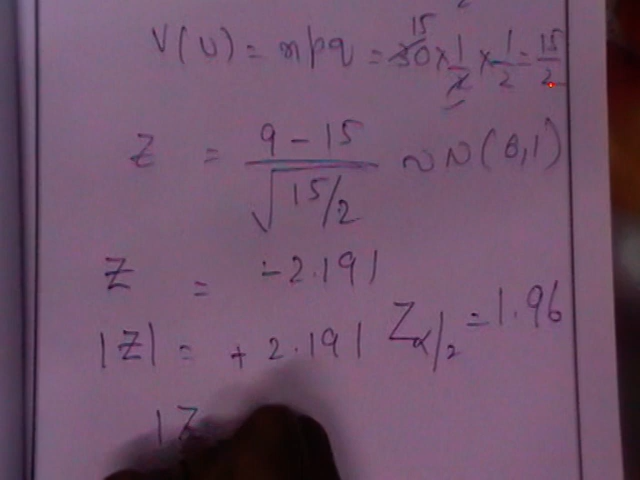 V(U) = npq = 30 15 × 1/2 × 1/2 = 15/2
Z = 9 - 15 / √15/2 ~ N(0,1)
Z = -2.191
|Z| = +2.191 Zα/2 = 1.96
|Z